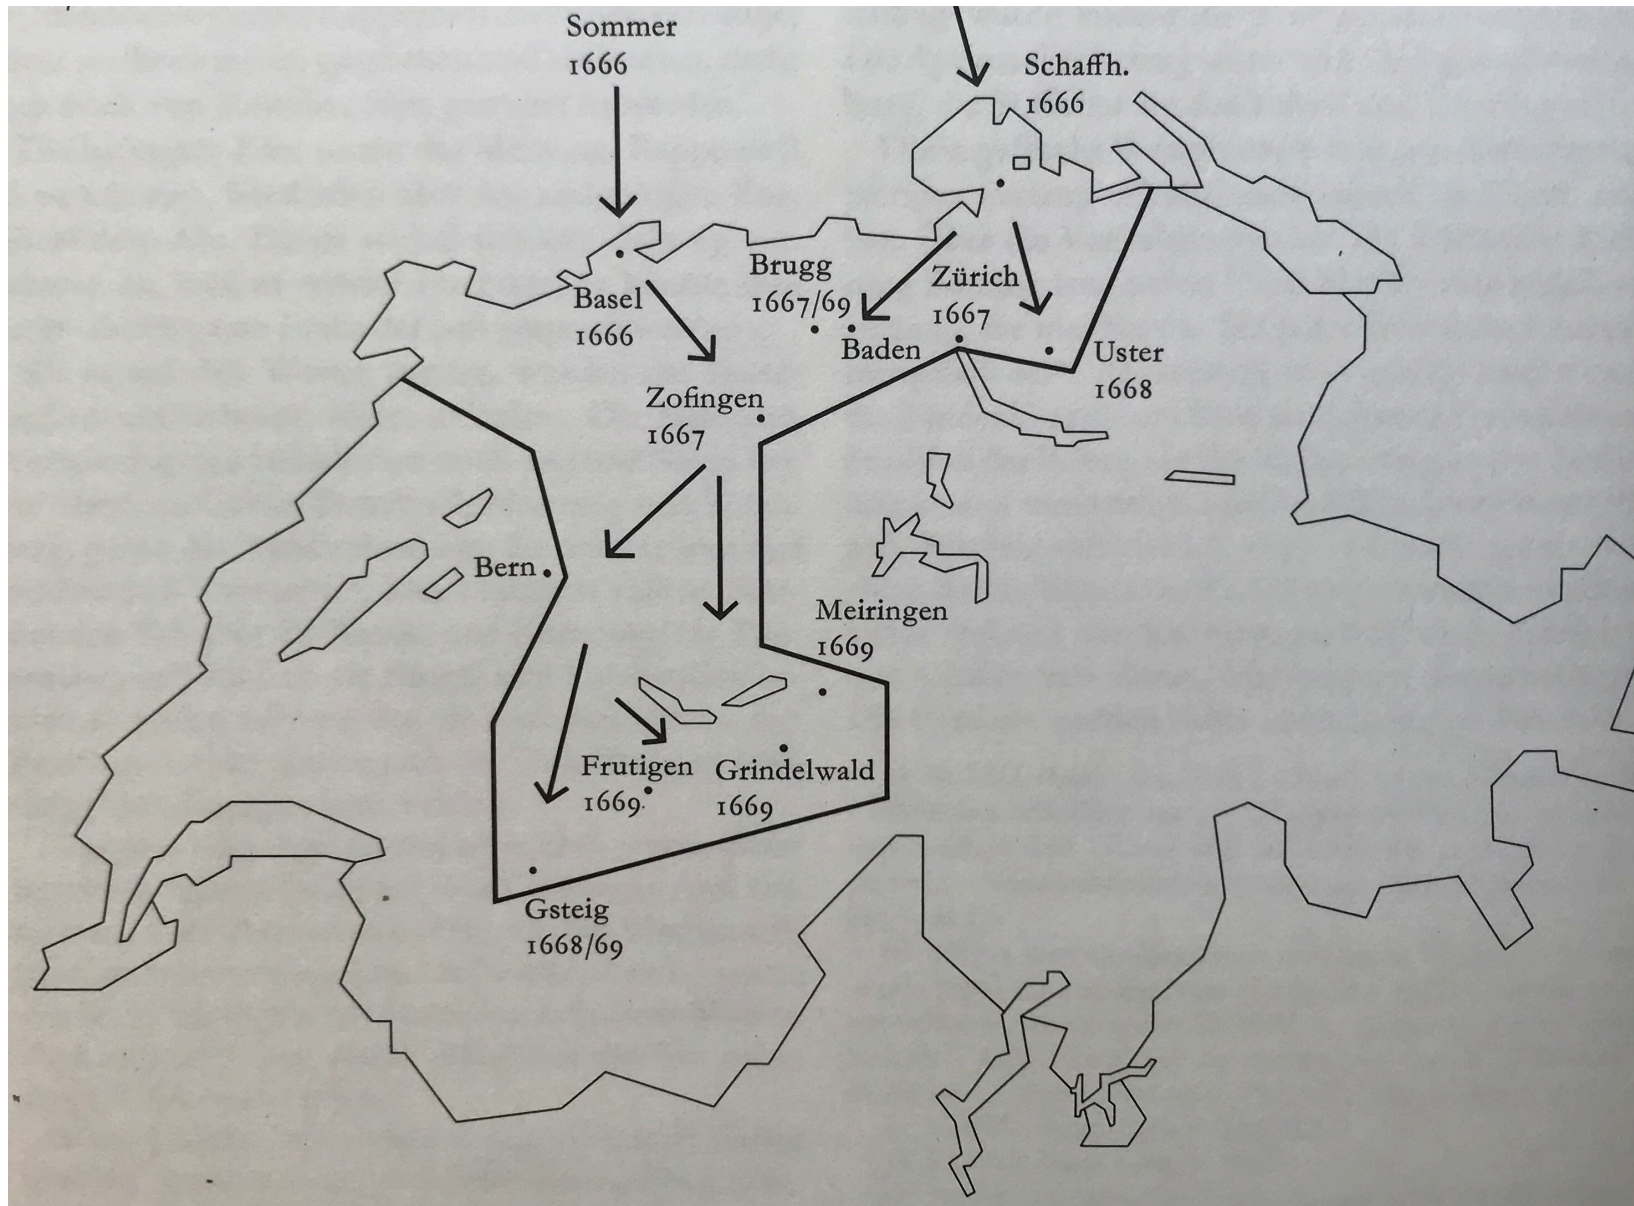 Sommer
1666
Schaffh.
1666
Basel
1666
Brugg
1667/69
Baden
Zürich
1667
Uster
1668
Zofingen
1667
Bern
Meiringen
1669
Frutigen
1669
Grindelwald
1669
Gsteig
1668/69